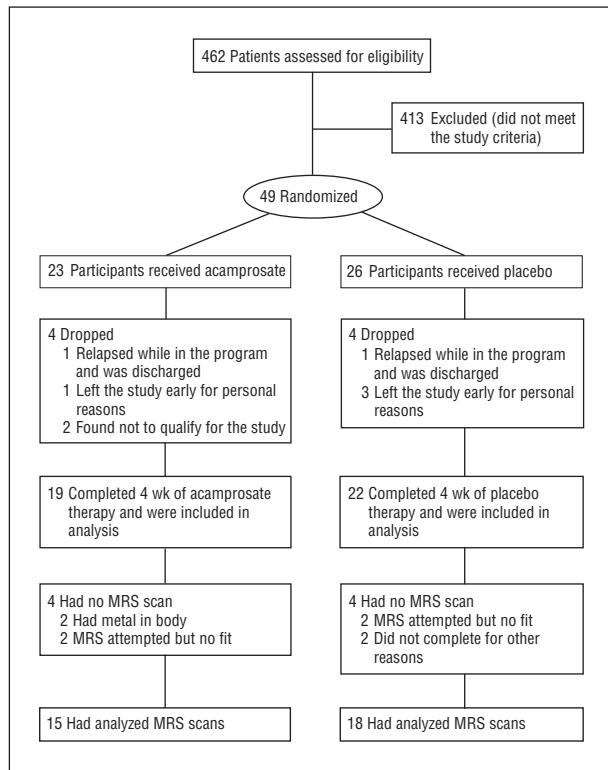 462 Patients assessed for eligibility
413 Excluded (did not meet
the study criteria)
49 Randomized
23 Participants received acamprosate
26 Participants received placebo
4 Dropped
1 Relapsed while in the program
and was discharged
1 Left the study early for personal
reasons
2 Found not to qualify for the study
4 Dropped
1 Relapsed while in the program
and was discharged
3 Left the study early for personal
reasons
19 Completed 4 wk of acamprosate
therapy and were included in
analysis
22 Completed 4 wk of placebo
therapy and were included in
analysis
4 Had no MRS scan
2 Had metal in body
2 MRS attempted but no fit
4 Had no MRS scan
2 MRS attempted but no fit
2 Did not complete for other
reasons
15 Had analyzed MRS scans
18 Had analyzed MRS scans